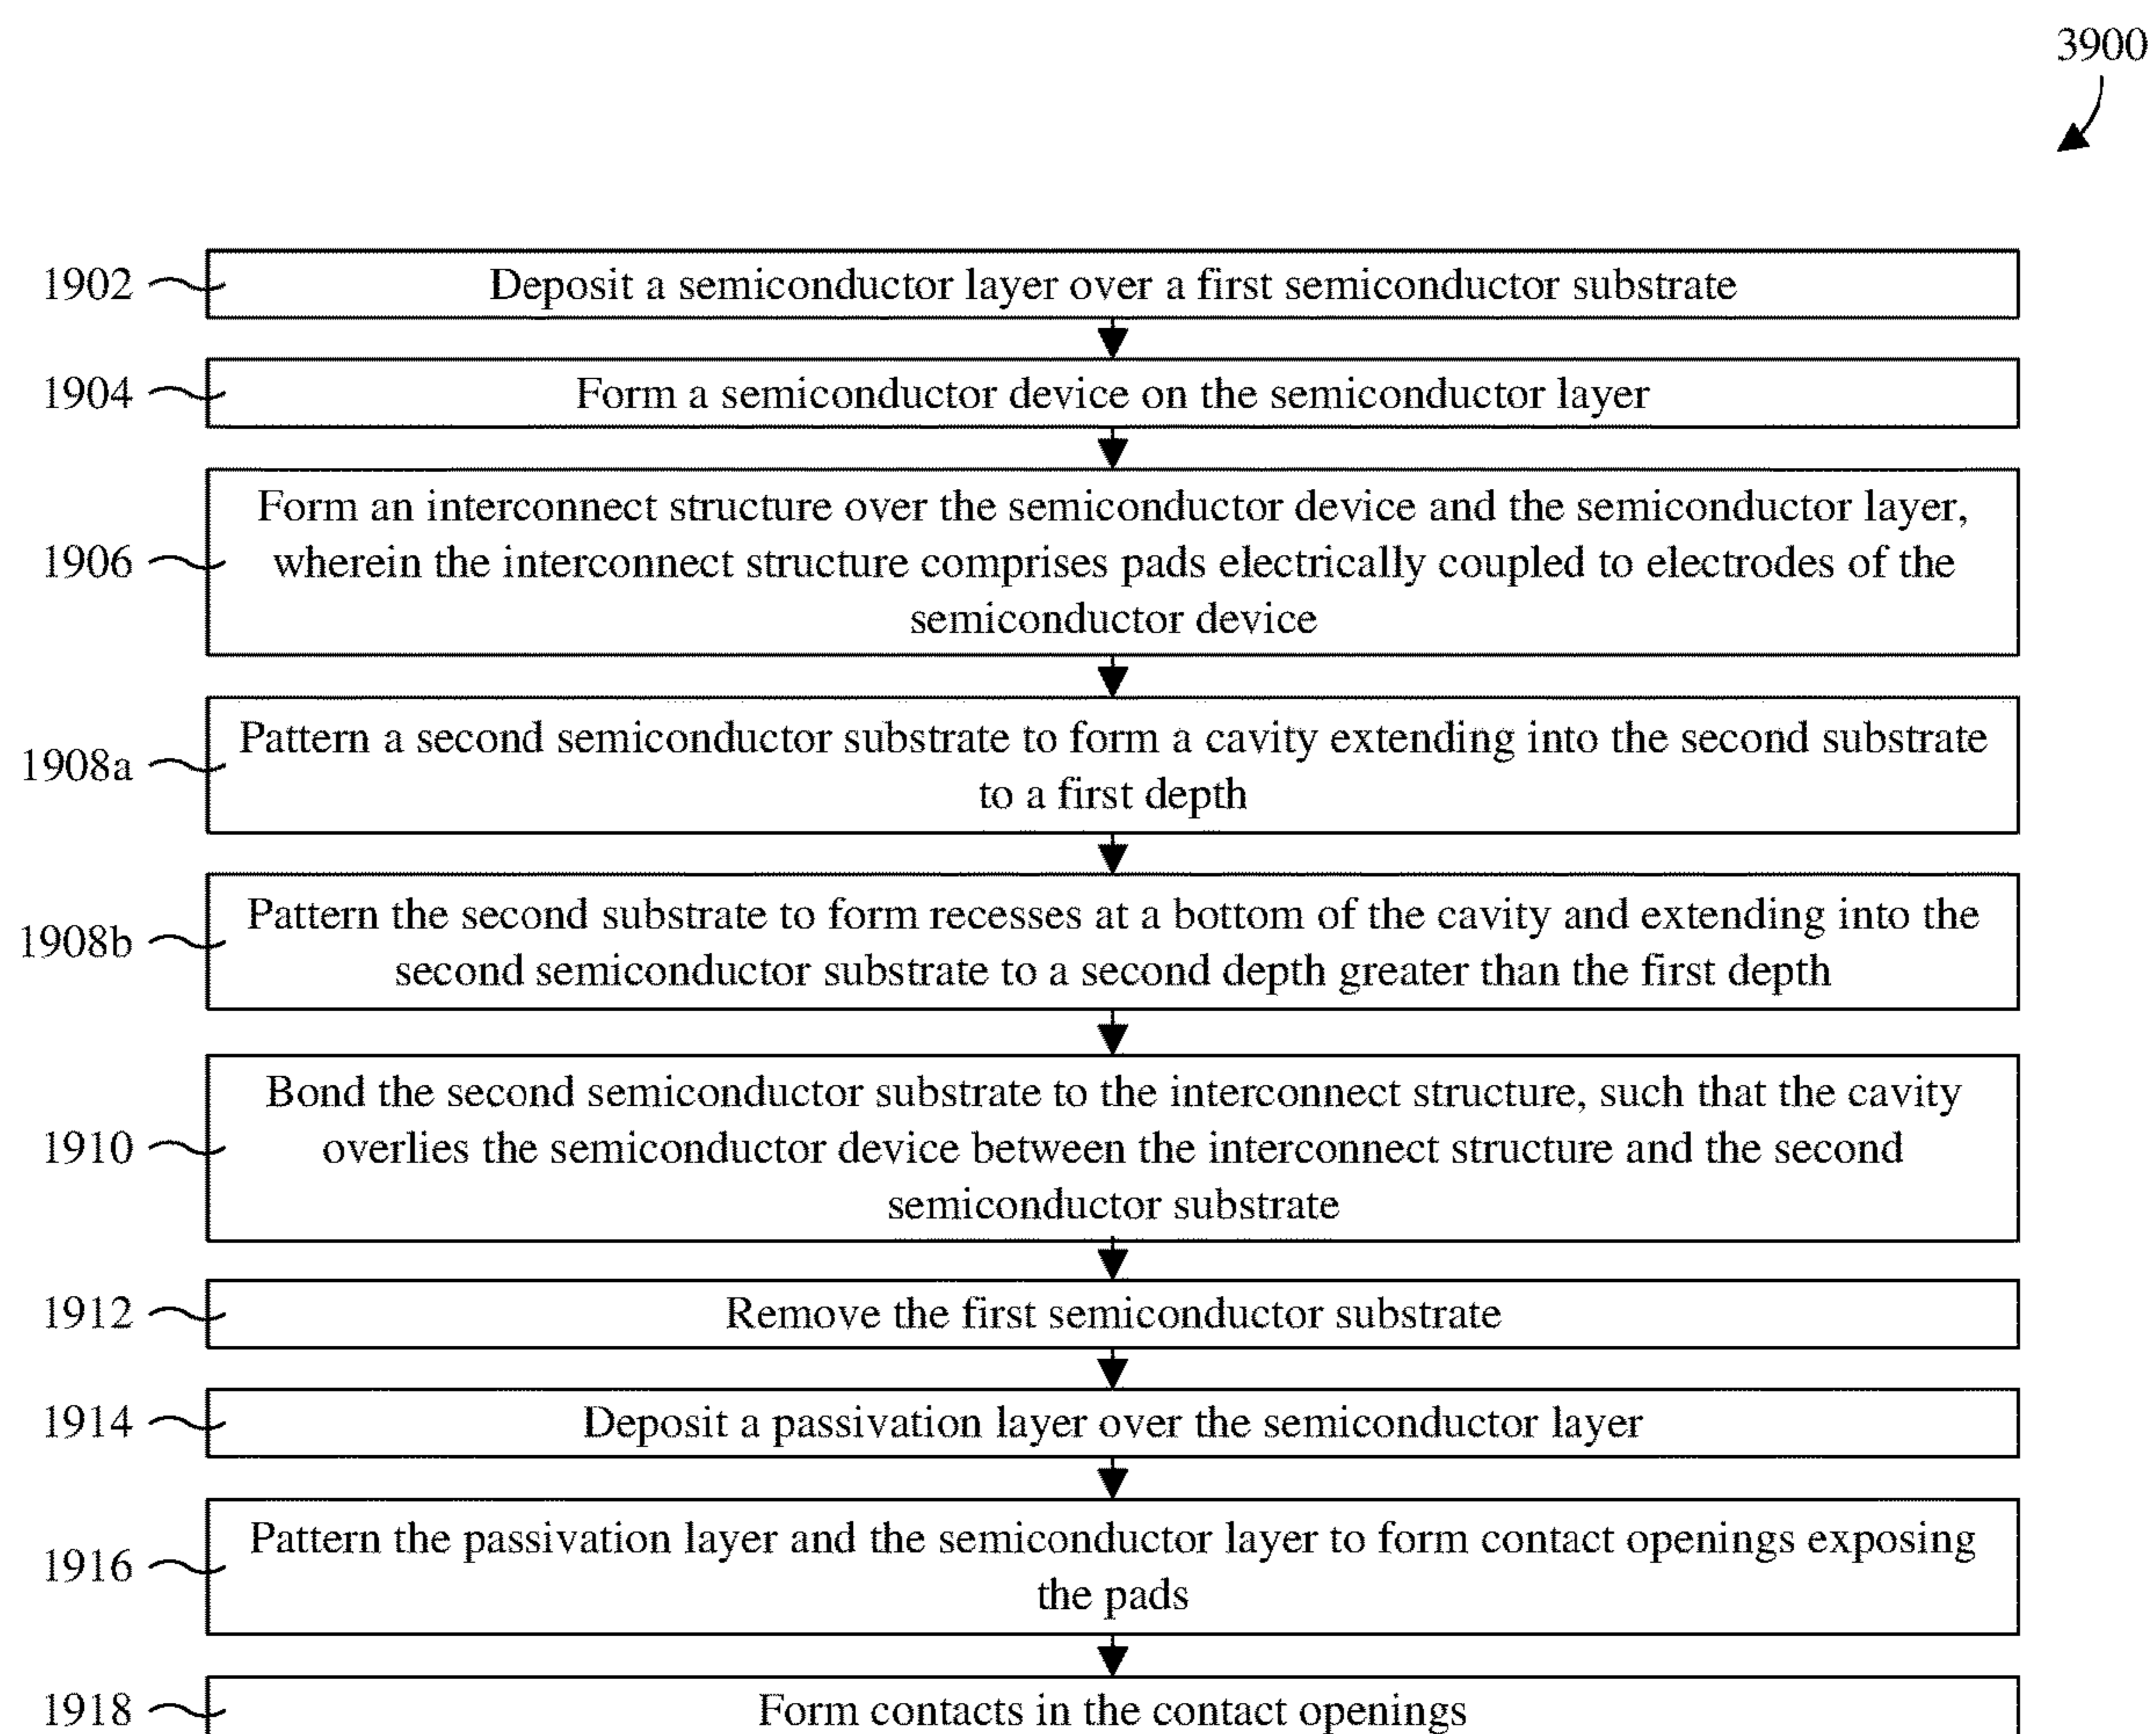 3900
1902
Deposit a semiconductor layer over a first semiconductor substrate
1904
Form a semiconductor device on the semiconductor layer
1906
Form an interconnect structure over the semiconductor device and the semiconductor layer,
wherein the interconnect structure comprises pads electrically coupled to electrodes of the
semiconductor device
1908a
Pattern a second semiconductor substrate to form a cavity extending into the second substrate
to a first depth
1908b
Pattern the second substrate to form recesses at a bottom of the cavity and extending into the
second semiconductor substrate to a second depth greater than the first depth
1910
Bond the second semiconductor substrate to the interconnect structure, such that the cavity
overlies the semiconductor device between the interconnect structure and the second
semiconductor substrate
1912
Remove the first semiconductor substrate
1914
Deposit a passivation layer over the semiconductor layer
1916
Pattern the passivation layer and the semiconductor layer to form contact openings exposing
the pads
1918
Form contacts in the contact openings